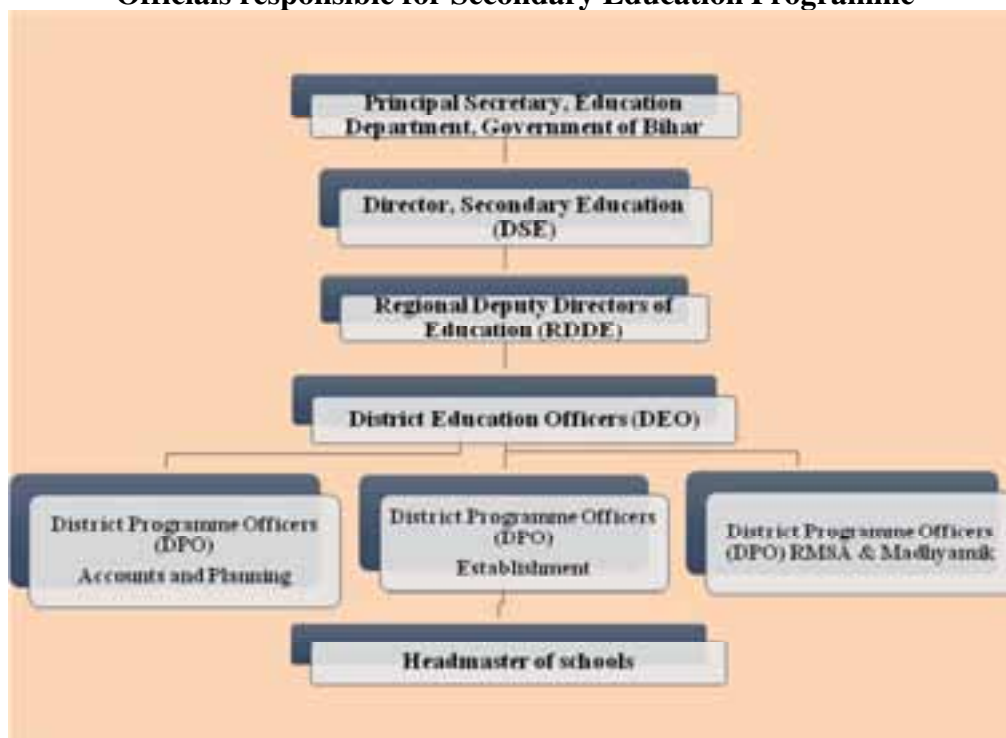 Officials responsible for Secondary Education Programme
Principal Secretary, Education
Department, Government of Bihar
Director, Secondary Education
(DSE)
Regional Deputy Directors of
Education (RDDE)
District Education Officers (DEO)
District Programme Officers
(DPO)
Accounts and Planning
District Programme Officers
(DPO)
Establishment
District Programme Officers
(DPO) RMSA & Madhyamik
Headmaster of schools